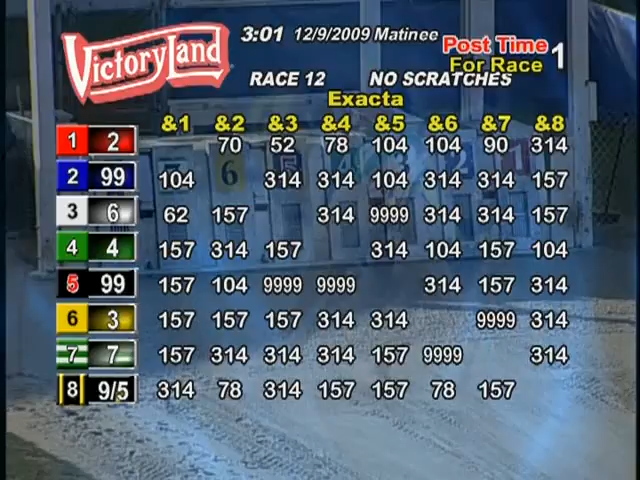 VictoryLand
3:01 12/9/2009 Matinee
Post Time
For Race 1
RACE 12 NO SCRATCHES
Exacta
&1 &2 &3 &4 &5 &6 &7 &8
1 2 70 52 78 104 104 90 314
2 99 104 314 314 104 314 314 157
3 6 62 157 314 9999 314 314 157
4 4 157 314 157 314 104 157 104
5 99 157 104 9999 9999 314 157 314
6 3 157 157 157 314 314 9999 314
7 7 157 314 314 314 157 9999 314
8 9/5 314 78 314 157 157 78 157